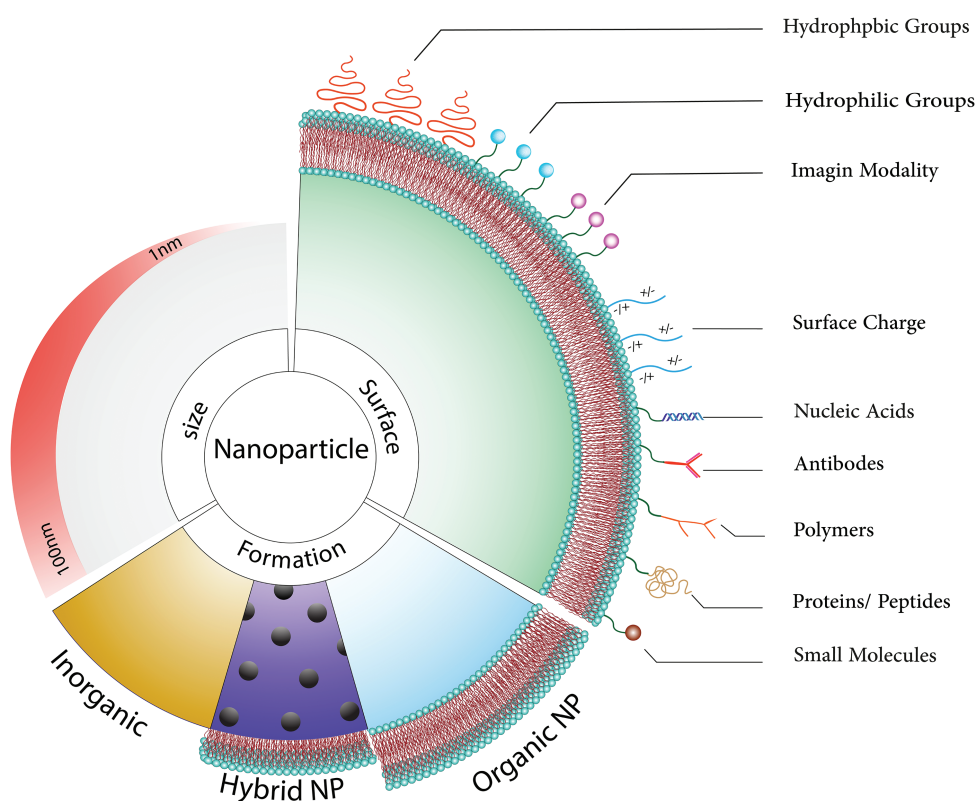 Hydrophpbic Groups
Hydrophilic Groups
Imagin Modality
1nm
+/-
-/+
Surface Charge
+/-
-/+
+/-
-/+
size
Surface
Nucleic Acids
Nanoparticle
Antibodes
Polymers
100nm
Formation
Proteins/ Peptides
Small Molecules
Inorganic
Organic NP
Hybrid NP